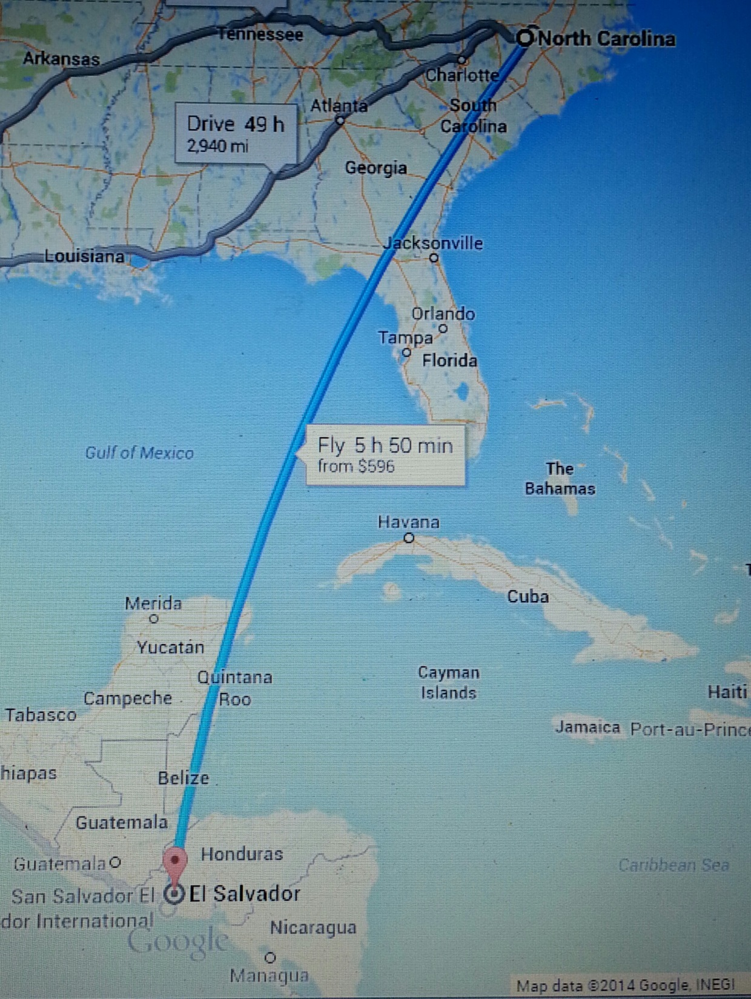 Tennessee
North Carolina
Arkansas
Charlotte
Atlanta
South
Carolina
Drive 49 h
2,940 mi
Georgia
Jacksonville
Louisiana
Orlando
Tampa
Florida
Fly 5 h 50 min
from $596
Gulf of Mexico
The
Bahamas
Havana
Cuba
Merida
Yucatán
Quintana
Roo
Cayman
Islands
Campeche
Haiti
Tabasco
Jamaica
Port-au-Prince
hiapas
Belize
Guatemala
Honduras
Guatemala
Caribbean Sea
San Salvador El
dor International
El Salvador
Google
Nicaragua
Managua
Map data ©2014 Google, INEGI